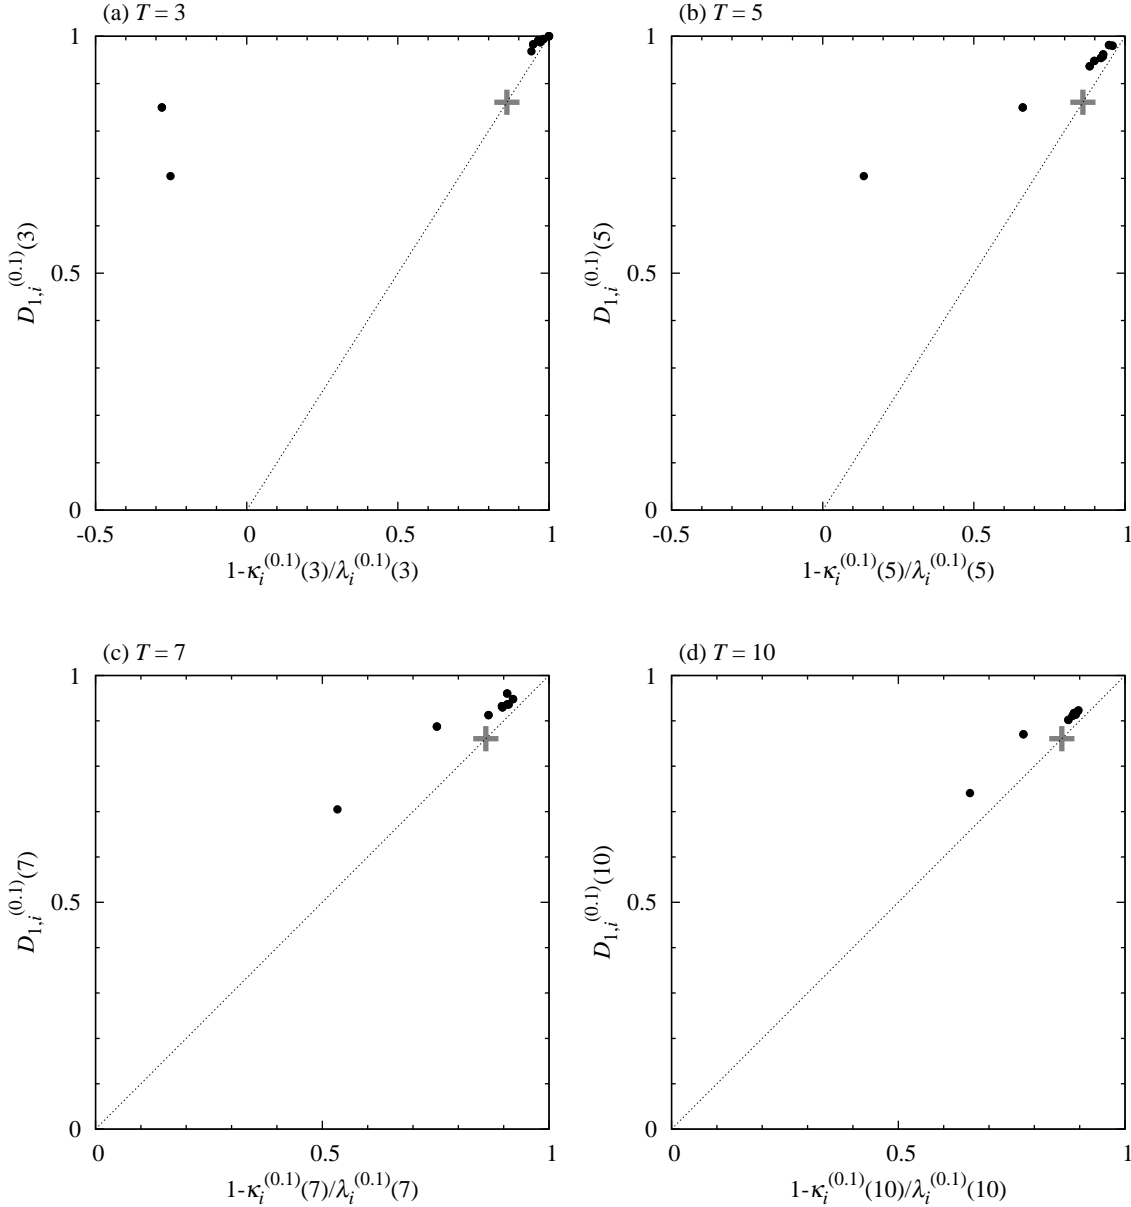 (a) T = 3
1
0.5
0
-0.5
0
0.5
1
D₁,ᵢ⁽⁰·¹⁾(3)
1-κᵢ⁽⁰·¹⁾(3)/λᵢ⁽⁰·¹⁾(3)
(b) T = 5
1
0.5
0
-0.5
0
0.5
1
D₁,ᵢ⁽⁰·¹⁾(5)
1-κᵢ⁽⁰·¹⁾(5)/λᵢ⁽⁰·¹⁾(5)
(c) T = 7
1
0.5
0
0
0.5
1
D₁,ᵢ⁽⁰·¹⁾(7)
1-κᵢ⁽⁰·¹⁾(7)/λᵢ⁽⁰·¹⁾(7)
(d) T = 10
1
0.5
0
0
0.5
1
D₁,ᵢ⁽⁰·¹⁾(10)
1-κᵢ⁽⁰·¹⁾(10)/λᵢ⁽⁰·¹⁾(10)